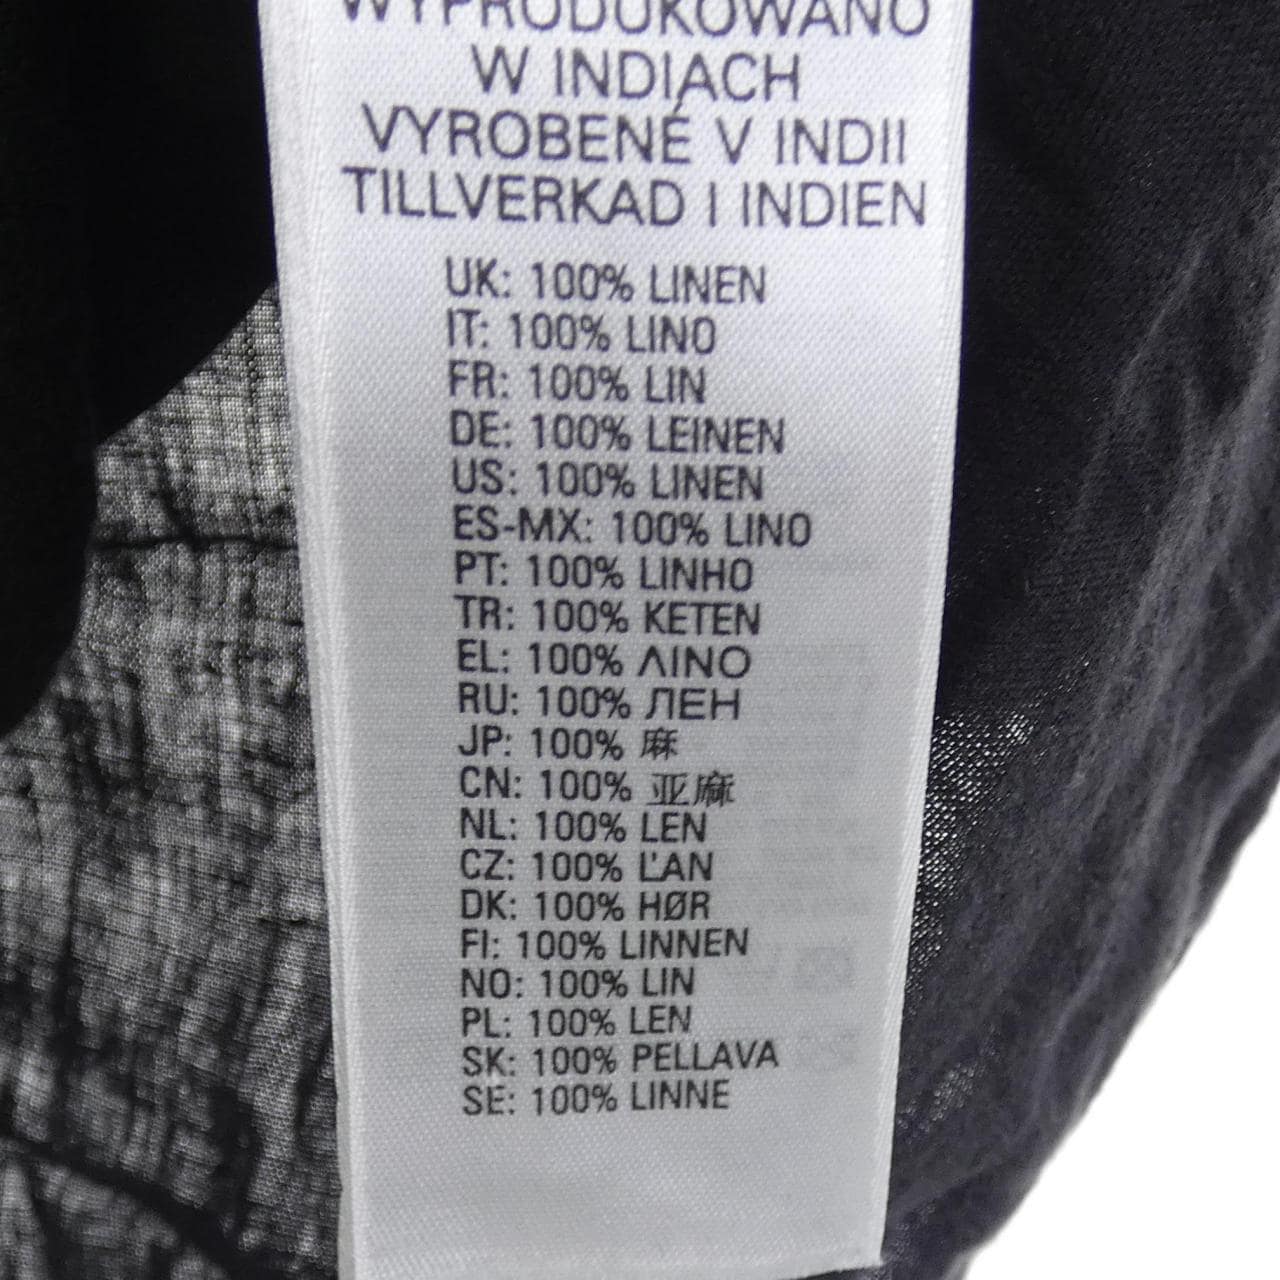 WYPRODUKOWANO
W INDIACH
VYROBENÉ V INDII
TILLVERKAD I INDIEN
UK: 100% LINEN
IT: 100% LINO
FR: 100% LIN
DE: 100% LEINEN
US: 100% LINEN
ES-MX: 100% LINO
PT: 100% LINHO
TR: 100% KETEN
EL: 100% ΛΙΝΟ
RU: 100% ЛЕН
JP: 100% 麻
CN: 100% 亚麻
NL: 100% LEN
CZ: 100% ĽAN
DK: 100% HØR
FI: 100% LINNEN
NO: 100% LIN
PL: 100% LEN
SK: 100% PELLAVA
SE: 100% LINNE